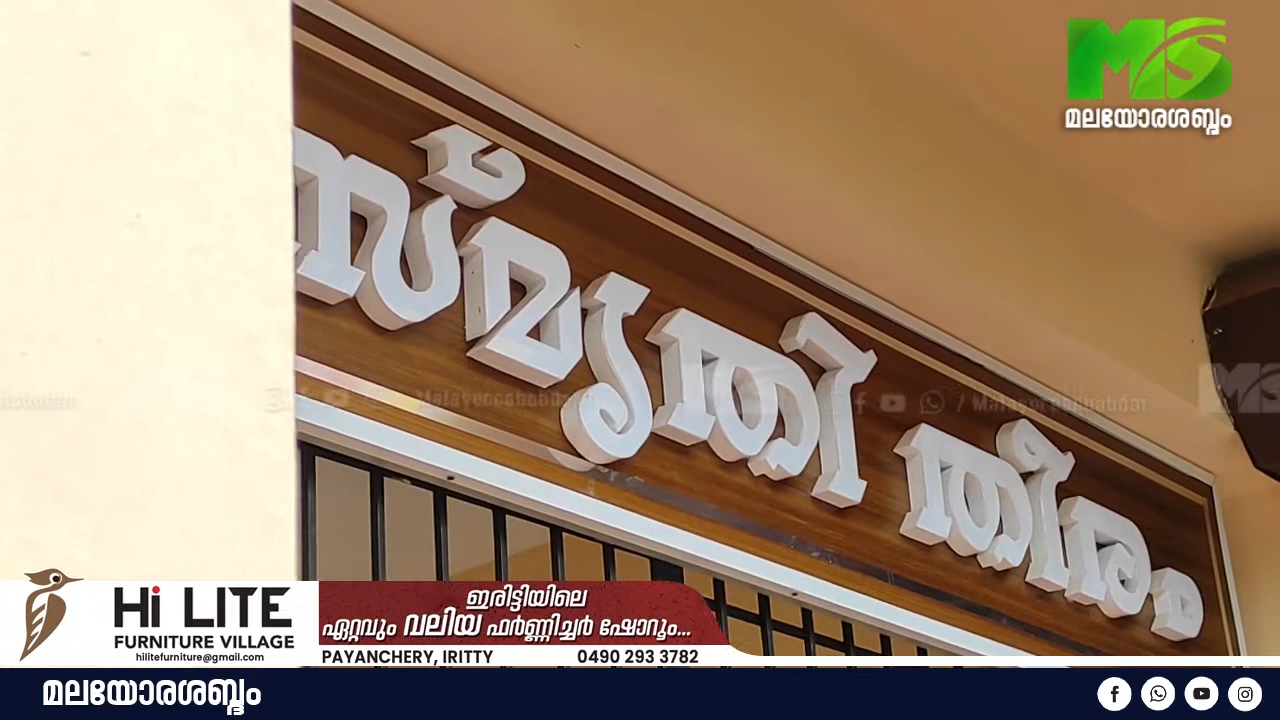 MS
മലയോരശബ്ദം
സ്മൃതി തീരം
/ Malayorashabdam
Hi LITE
FURNITURE VILLAGE
hilitefurniture@gmail.com
ഇരിട്ടിയിലെ
ഏറ്റവും വലിയ ഫർണ്ണിച്ചർ ഷോറൂം...
PAYANCHERY, IRITTY 0490 293 3782
മലയോരശബ്ദം